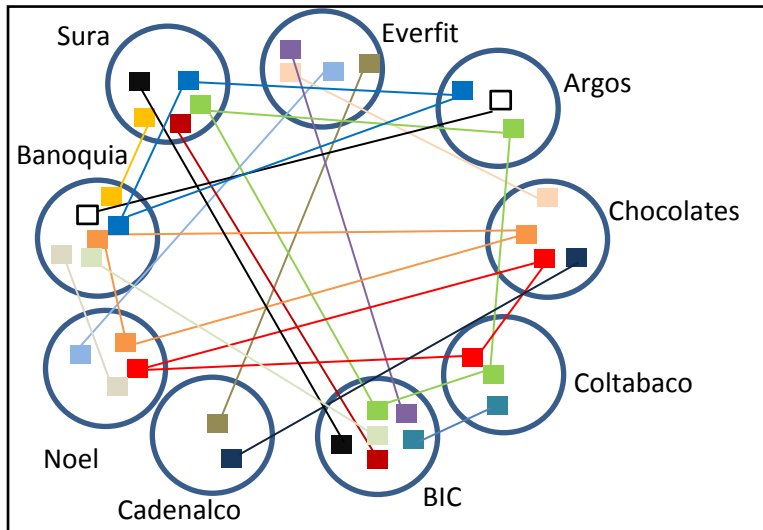 Sura
Everfit
Argos
Banoquia
Chocolates
Coltabaco
Noel
Cadenalco
BIC